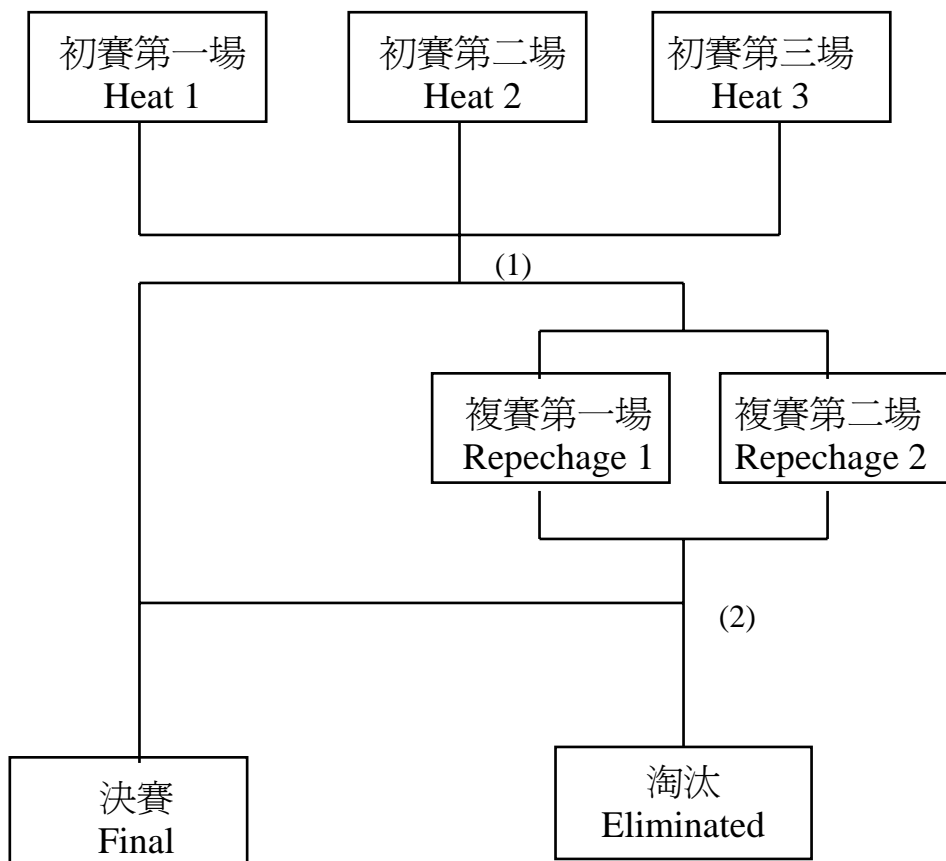 初賽第一場
Heat 1
初賽第二場
Heat 2
初賽第三場
Heat 3
(1)
複賽第一場
Repechage 1
複賽第二場
Repechage 2
(2)
決賽
Final
淘汰
Eliminated